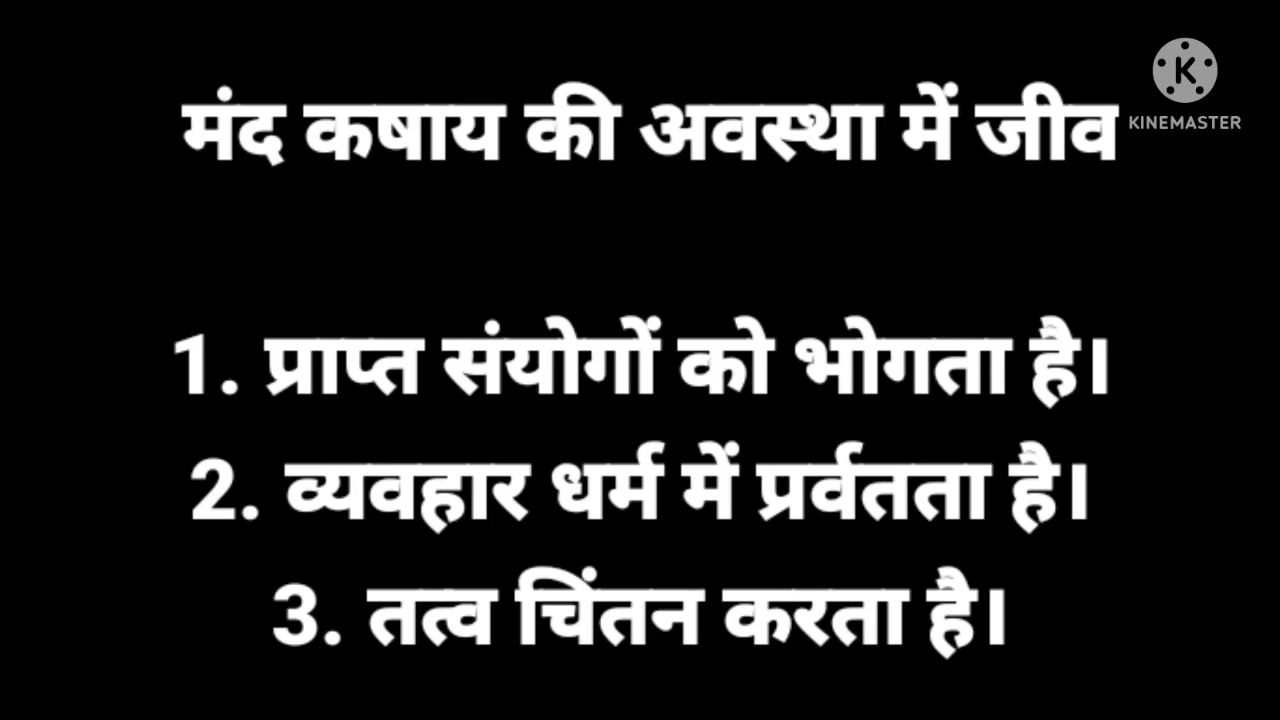 मंद कषाय की अवस्था में जीव
K
KINEMASTER
1. प्राप्त संयोगों को भोगता है।
2. व्यवहार धर्म में प्रर्वतता है।
3. तत्व चिंतन करता है।